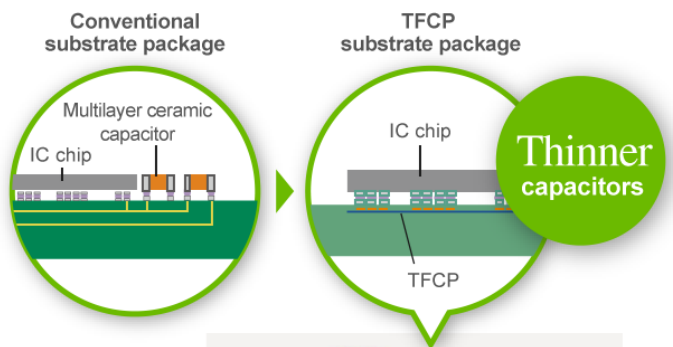 Conventional
substrate package
TFCP
substrate package
Multilayer ceramic
capacitor
IC chip
IC chip
TFCP
Thinner
capacitors